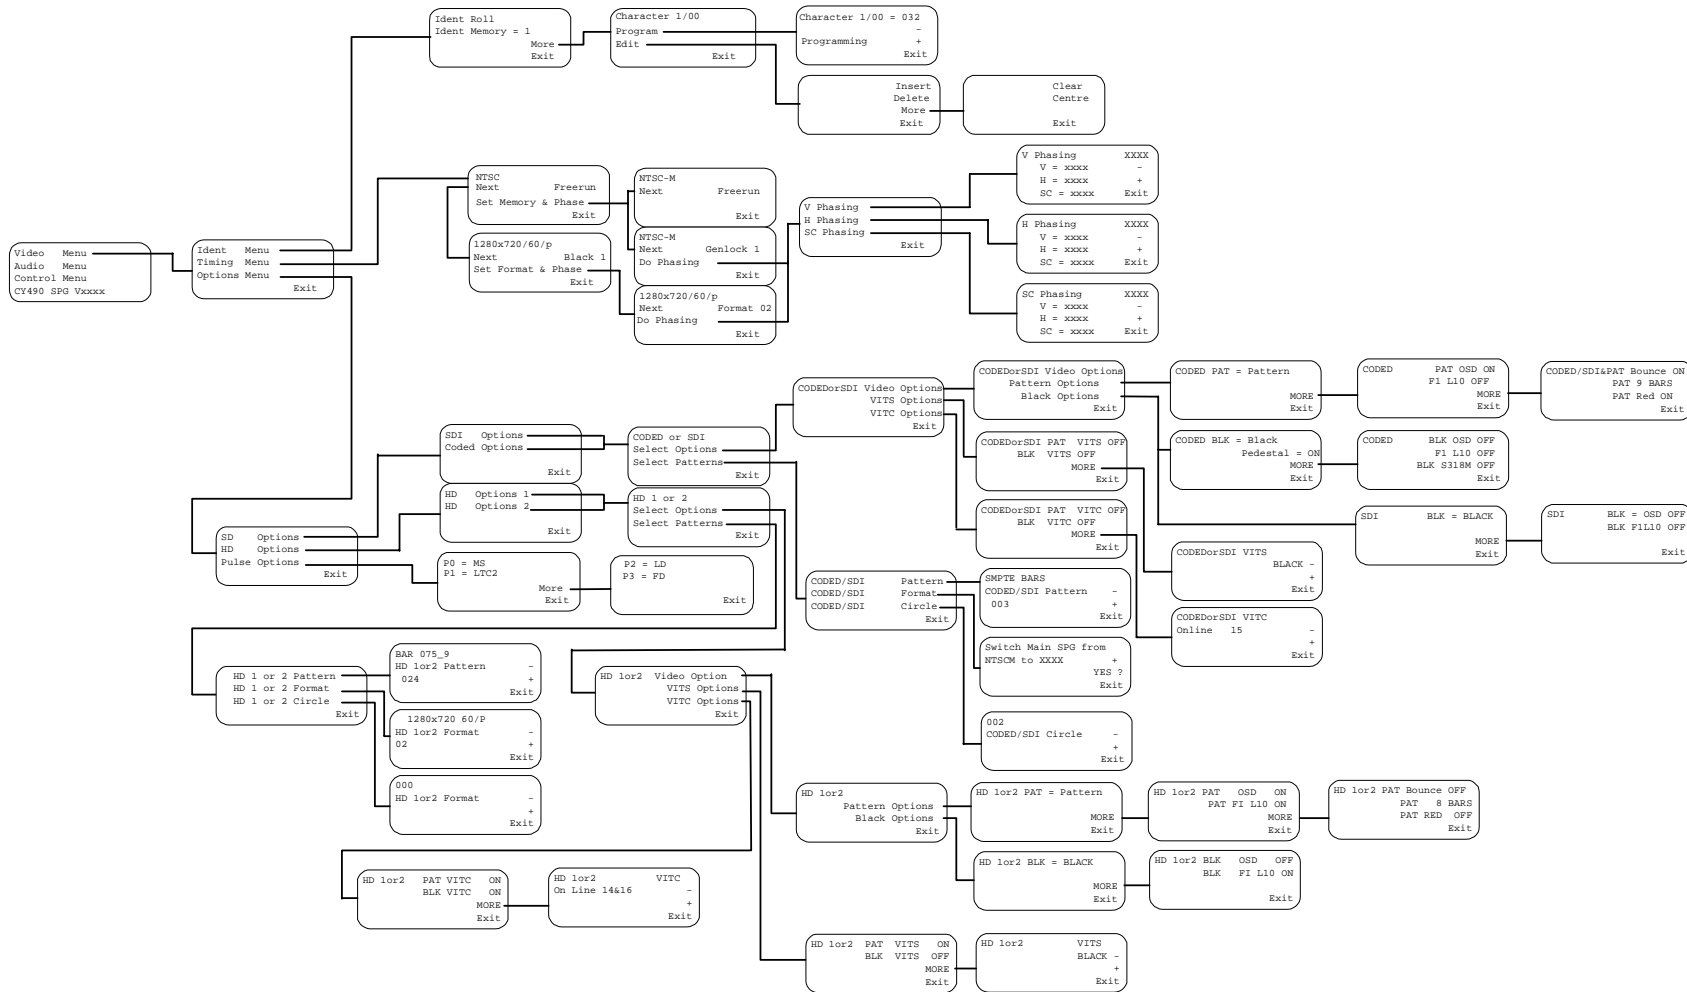 Ident Roll
Ident Memory = 1
More
Exit
Character 1/00
Program
Edit
Exit
Character 1/00 = 032
-
Programming +
Exit
Insert
Delete
More
Exit
Clear
Centre
Exit
Video Menu
Audio Menu
Control Menu
CY490 SPG Vxxxx
Ident Menu
Timing Menu
Options Menu
Exit
NTSC
Next Freerun
Set Memory & Phase
Exit
1280x720/60/p
Next Black 1
Set Format & Phase
Exit
NTSC-M
Next Freerun
Exit
NTSC-M
Next Genlock 1
Do Phasing
Exit
1280x720/60/p
Next Format 02
Do Phasing
Exit
V Phasing
H Phasing
SC Phasing
Exit
V Phasing XXXX
V = xxxx -
H = xxxx +
SC = xxxx Exit
H Phasing XXXX
V = xxxx -
H = xxxx +
SC = xxxx Exit
SC Phasing XXXX
V = xxxx -
H = xxxx +
SC = xxxx Exit
SD Options
HD Options
Pulse Options
Exit
SDI Options
Coded Options
Exit
HD Options 1
HD Options 2
Exit
P0 = MS
P1 = LTC2
More
Exit
P2 = LD
P3 = FD
Exit
CODED or SDI
Select Options
Select Patterns
Exit
HD 1 or 2
Select Options
Select Patterns
Exit
CODEDorSDI Video Options
VITS Options
VITC Options
Exit
CODEDorSDI Video Options
Pattern Options
Black Options
Exit
CODED PAT = Pattern
MORE
Exit
CODED PAT OSD ON
F1 L10 OFF
MORE
Exit
CODED/SDI&PAT Bounce ON
PAT 9 BARS
PAT Red ON
Exit
CODEDorSDI PAT VITS OFF
BLK VITS OFF
MORE
Exit
CODED BLK = Black
Pedestal = ON
MORE
Exit
CODED BLK OSD OFF
F1 L10 OFF
BLK S318M OFF
Exit
CODEDorSDI PAT VITC OFF
BLK VITC OFF
MORE
Exit
SDI BLK = BLACK
MORE
Exit
SDI BLK = OSD OFF
BLK F1L10 OFF
Exit
CODEDorSDI VITS
BLACK -
+
Exit
CODEDorSDI VITC
Online 15 -
+
Exit
CODED/SDI Pattern
CODED/SDI Format
CODED/SDI Circle
Exit
SMPTE BARS
CODED/SDI Pattern -
003 +
Exit
Switch Main SPG from
NTSCM to XXXX +
YES ?
Exit
002
CODED/SDI Circle -
+
Exit
HD 1 or 2 Pattern
HD 1 or 2 Format
HD 1 or 2 Circle
Exit
BAR 075_9
HD 1or2 Pattern -
024 +
Exit
1280x720 60/P
HD 1or2 Format -
02 +
Exit
000
HD 1or2 Format -
+
Exit
HD 1or2 Video Option
VITS Options
VITC Options
Exit
HD 1or2
Pattern Options
Black Options
Exit
HD 1or2 PAT = Pattern
MORE
Exit
HD 1or2 PAT OSD ON
PAT FI L10 ON
MORE
Exit
HD 1or2 PAT Bounce OFF
PAT 8 BARS
PAT RED OFF
Exit
HD 1or2 BLK = BLACK
MORE
Exit
HD 1or2 BLK OSD OFF
BLK FI L10 ON
Exit
HD 1or2 PAT VITC ON
BLK VITC ON
MORE
Exit
HD 1or2 VITC
On Line 14&16 -
+
Exit
HD 1or2 PAT VITS ON
BLK VITS OFF
MORE
Exit
HD 1or2 VITS
BLACK -
+
Exit